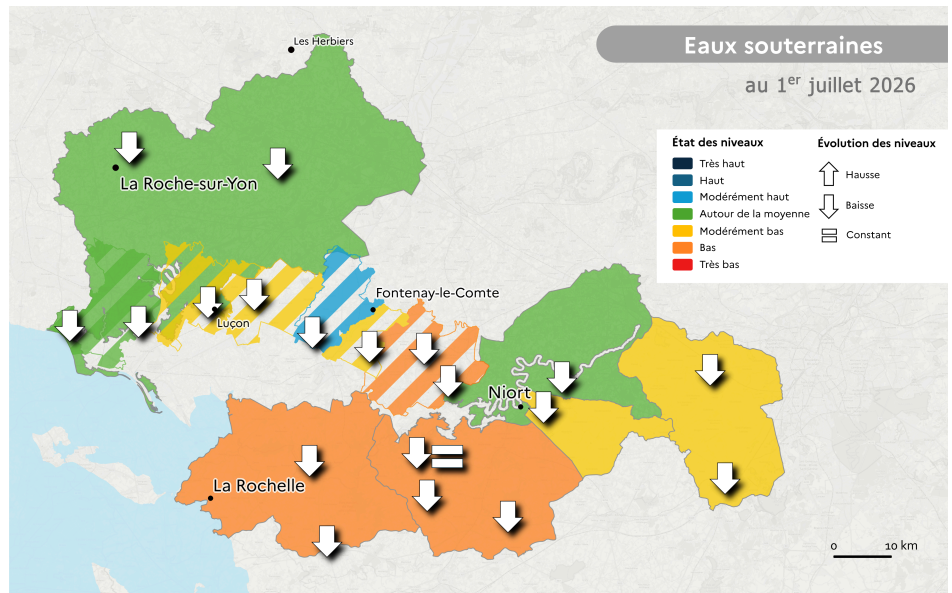 Eaux souterraines
au 1er juillet 2026
Les Herbiers
La Roche-sur-Yon
Fontenay-le-Comte
Luçon
Niort
La Rochelle
État des niveaux
Très haut
Haut
Modérément haut
Autour de la moyenne
Modérément bas
Bas
Très bas
Évolution des niveaux
Hausse
Baisse
Constant
0 10 km